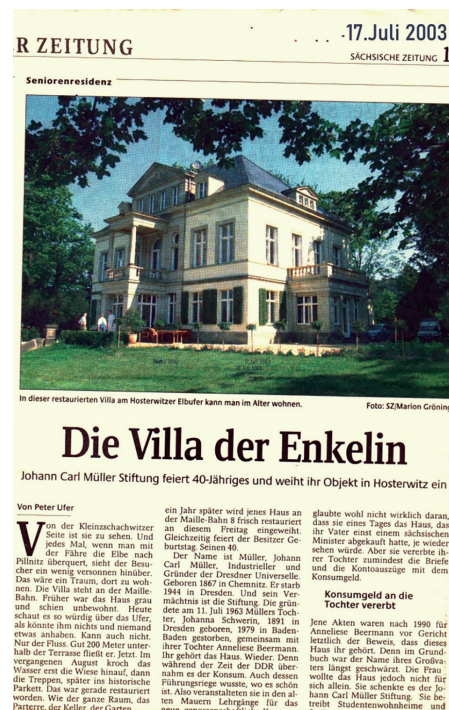 R ZEITUNG
17.Juli 2003
SÄCHSISCHE ZEITUNG 1
Seniorenresidenz
In dieser restaurierten Villa am Hosterwitzer Elbufer kann man im Alter wohnen.
Foto: SZ/Marion Gröning
Die Villa der Enkelin
Johann Carl Müller Stiftung feiert 40-Jähriges und weiht ihr Objekt in Hosterwitz ein
Von Peter Ufer
Von der Kleinzschachwitzer
Seite ist sie zu sehen. Und
jedes Mal, wenn man mit
der Fähre die Elbe nach
Pillnitz überquert, sieht der Besu-
cher ein wenig versonnen hinüber.
Das wäre ein Traum, dort zu woh-
nen. Die Villa steht an der Maille-
Bahn. Früher war das Haus grau
und schien unbewohnt. Heute
schaut es so würdig über das Ufer,
als könnte ihm nichts und niemand
etwas anhaben. Kann auch nicht.
Nur der Fluss. Gut 200 Meter unter-
halb der Terrasse fließt er. Jetzt. Im
vergangenen August kroch das
Wasser erst die Wiese hinauf, dann
die Treppen, später ins historische
Parkett. Das war gerade restauriert
worden. Wie der ganze Raum, das
Parterre, der Keller, der Garten
ein Jahr später wird jenes Haus an
der Maille-Bahn 8 frisch restauriert
an diesem Freitag eingeweiht.
Gleichzeitig feiert der Besitzer Ge-
burtstag. Seinen 40.
Der Name ist Müller, Johann
Carl Müller, Industrieller und
Gründer der Dresdner Universelle.
Geboren 1867 in Chemnitz. Er starb
1944 in Dresden. Und sein Ver-
mächtnis ist die Stiftung. Die grün-
dete am 11. Juli 1963 Müllers Toch-
ter, Johanna Schwerin, 1891 in
Dresden geboren, 1979 in Baden-
Baden gestorben, gemeinsam mit
ihrer Tochter Anneliese Beermann.
Ihr gehört das Haus. Wieder. Denn
während der Zeit der DDR über-
nahm es der Konsum. Auch dessen
Führungsriege wusste, wo es schön
ist. Also veranstalteten sie in den al-
ten Mauern Lehrgänge für das
glaubte wohl nicht wirklich daran,
dass sie eines Tages das Haus, das
ihr Vater einst einem sächsischen
Minister abgekauft hatte, je wieder
sehen würde. Aber sie vererbte ih-
rer Tochter zumindest die Briefe
und die Kontoauszüge mit dem
Konsumgeld.
Konsumgeld an die
Tochter vererbt
Jene Akten waren nach 1990 für
Anneliese Beermann vor Gericht
letztlich der Beweis, dass dieses
Haus ihr gehört. Denn im Grund-
buch war der Name ihres Großva-
ters längst geschwärzt. Die Frau
wollte das Haus jedoch nicht für
sich allein. Sie schenkte es der Jo-
hann Carl Müller Stiftung. Sie be-
treibt Studentenwohnheime und